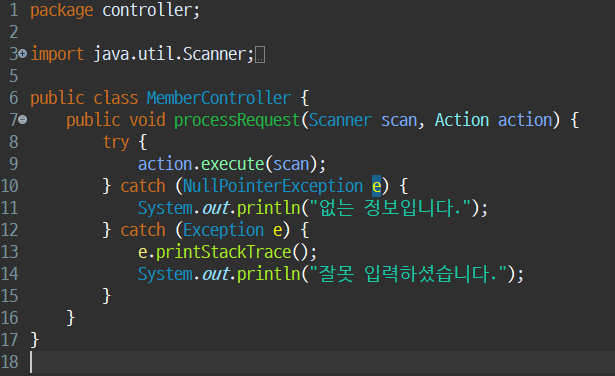 1 package controller;
2
3 import java.util.Scanner;
5
6 public class MemberController {
7     public void processRequest(Scanner scan, Action action) {
8         try {
9             action.execute(scan);
10         } catch (NullPointerException e) {
11             System.out.println("없는 정보입니다.");
12         } catch (Exception e) {
13             e.printStackTrace();
14             System.out.println("잘못 입력하셨습니다.");
15         }
16     }
17 }
18